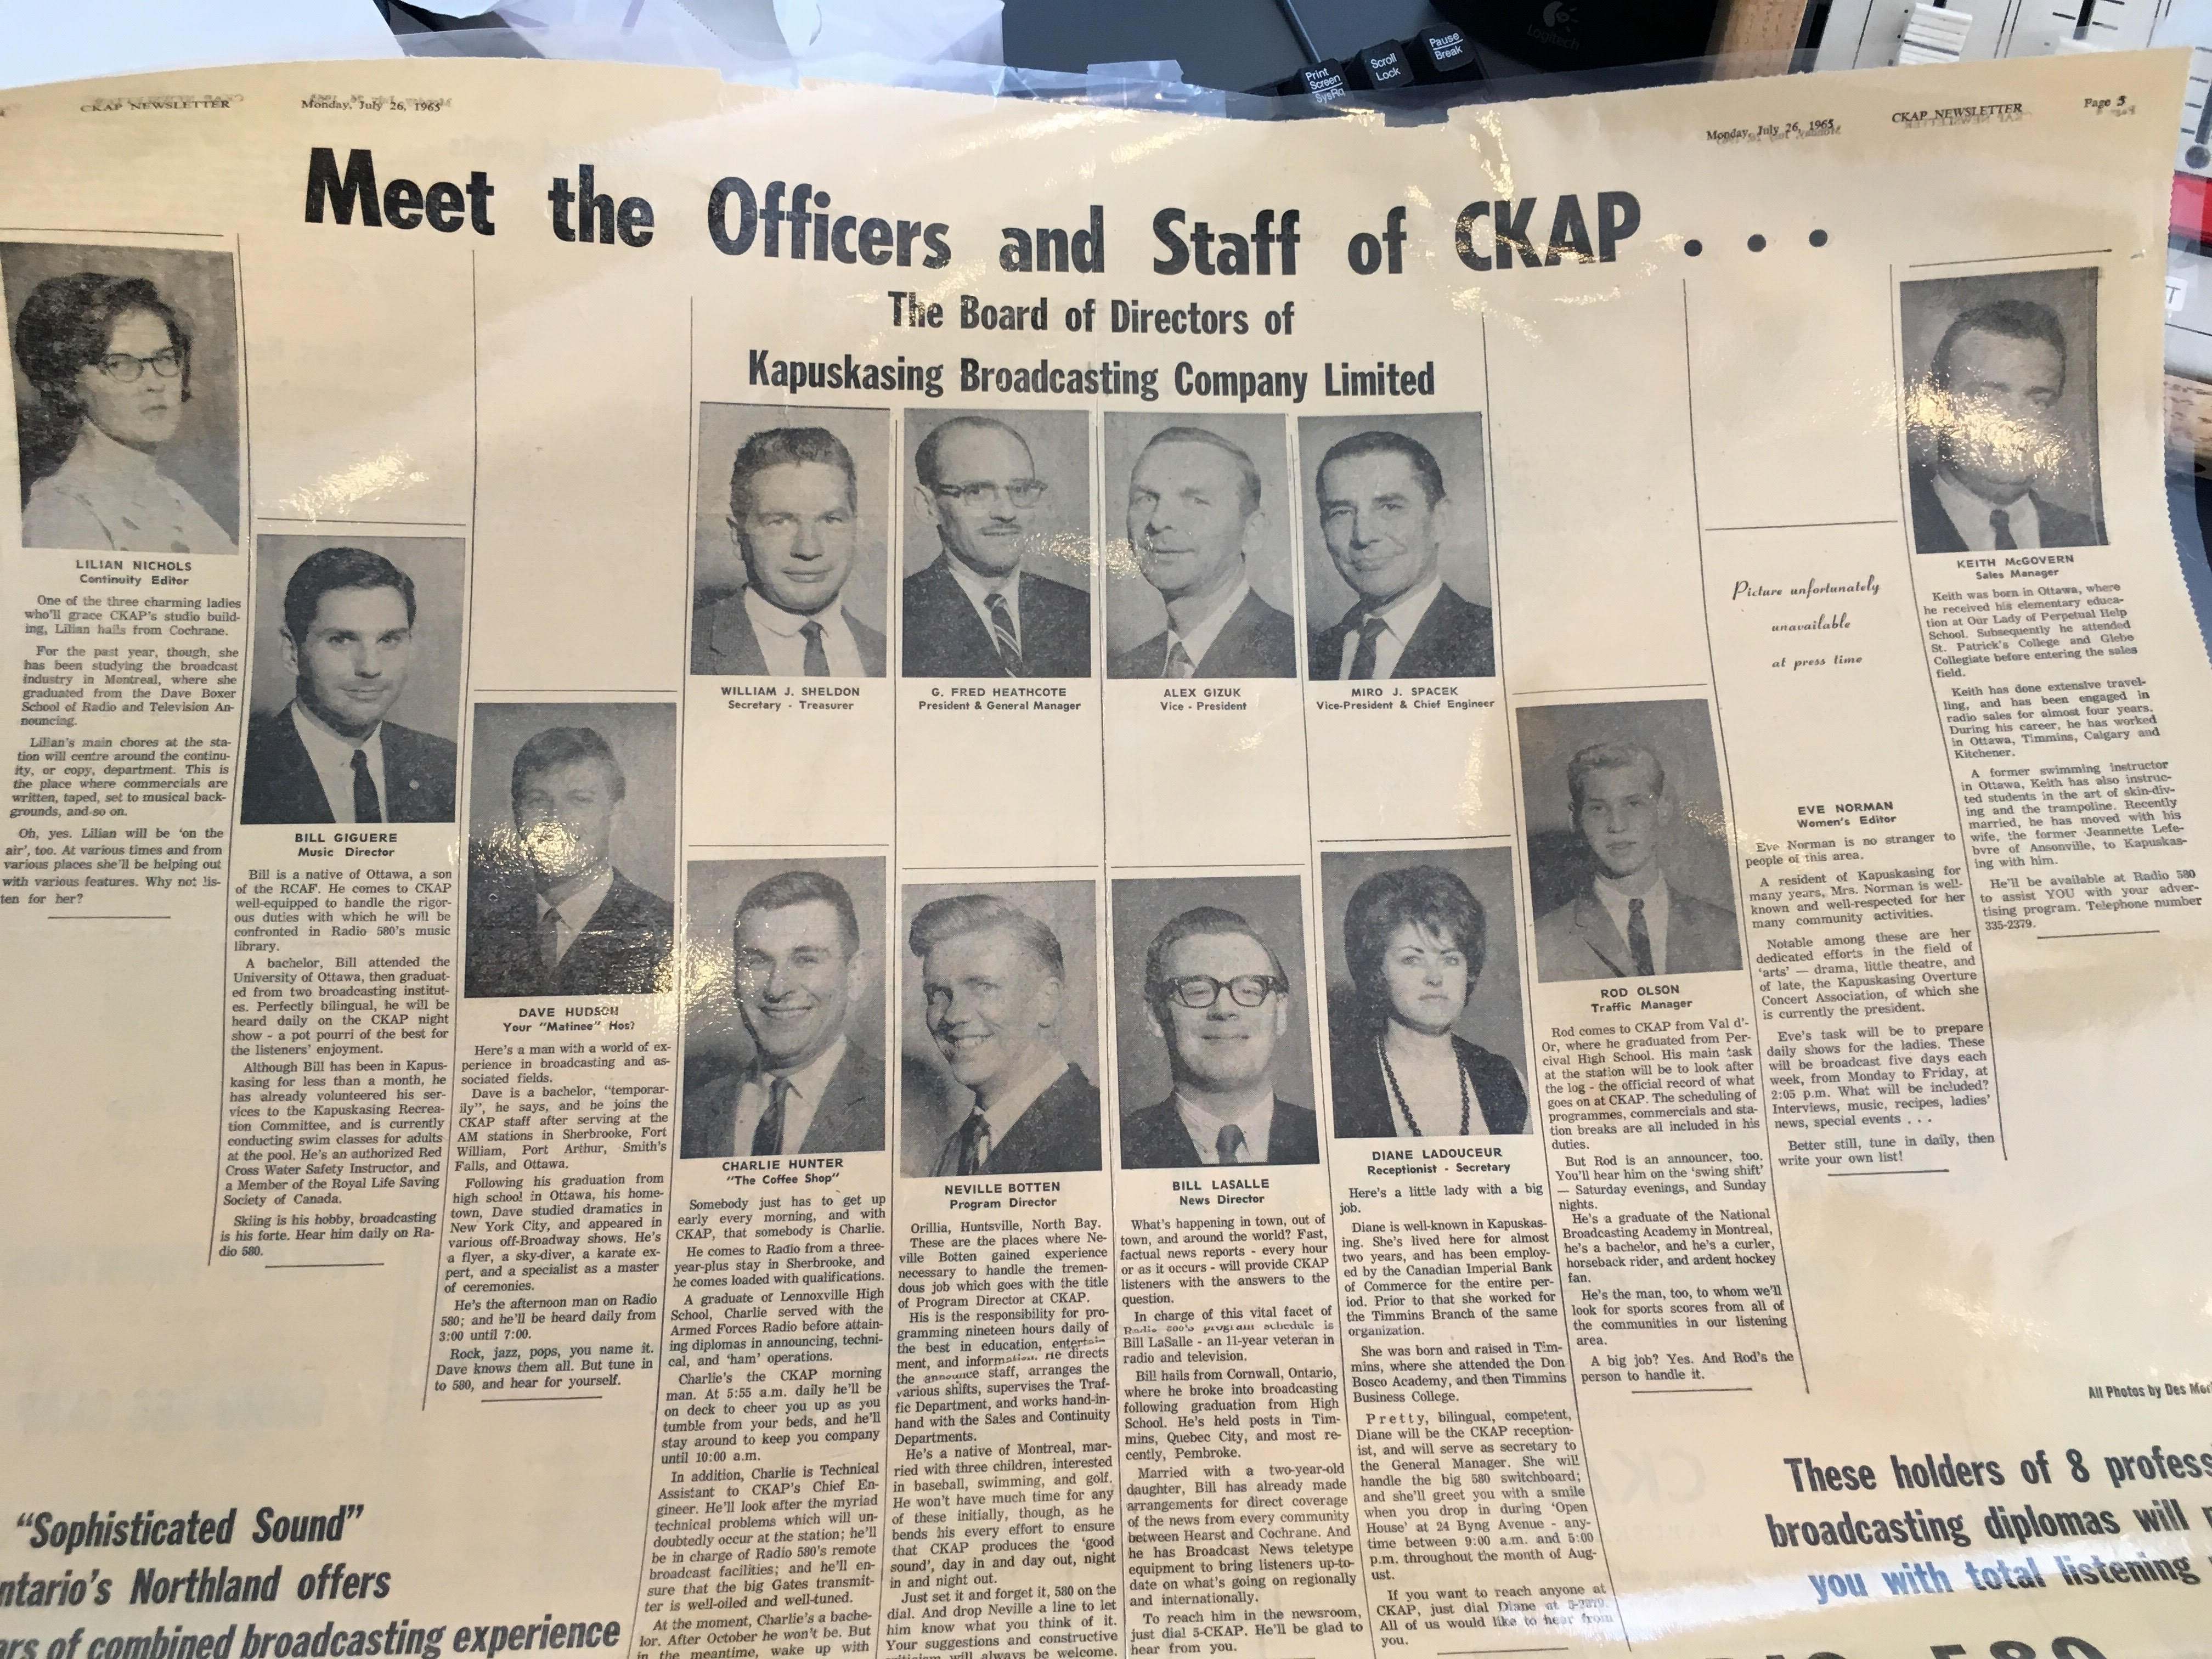 Logitech
Print
Screen
SysRq
Scroll
Lock
Pause
Break
CKAP NEWSLETTER
Monday, July 26, 1965
Monday, July 26, 1965
CKAP NEWSLETTER
Page 5
Meet the Officers and Staff of CKAP . . .
The Board of Directors of
Kapuskasing Broadcasting Company Limited
WILLIAM J. SHELDON
Secretary - Treasurer
G. FRED HEATHCOTE
President & General Manager
ALEX GIZUK
Vice - President
MIRO J. SPACEK
Vice-President & Chief Engineer
LILIAN NICHOLS
Continuity Editor
One of the three charming ladies
who'll grace CKAP's studio build-
ing, Lilian hails from Cochrane.
For the past year, though, she
has been studying the broadcast
industry in Montreal, where she
graduated from the Dave Boxer
School of Radio and Television An-
nouncing.
Lilian's main chores at the sta-
tion will centre around the continu-
ity, or copy, department. This is
the place where commercials are
written, taped, set to musical back-
grounds, and so on.
Oh, yes. Lilian will be 'on the
air', too. At various times and from
various places she'll be helping out
with various features. Why not lis-
ten for her?
BILL GIGUERE
Music Director
Bill is a native of Ottawa, a son
of the RCAF. He comes to CKAP
well-equipped to handle the rigor-
ous duties with which he will be
confronted in Radio 580's music
library.
A bachelor, Bill attended the
University of Ottawa, then graduat-
ed from two broadcasting institut-
es. Perfectly bilingual, he will be
heard daily on the CKAP night
show - a pot pourri of the best for
the listeners' enjoyment.
Although Bill has been in Kapus-
kasing for less than a month, he
has already volunteered his ser-
vices to the Kapuskasing Recrea-
tion Committee, and is currently
conducting swim classes for adults
at the pool. He's an authorized Red
Cross Water Safety Instructor, and
a Member of the Royal Life Saving
Society of Canada.
Skiing is his hobby, broadcasting
is his forte. Hear him daily on Ra-
dio 580.
DAVE HUDSON
Your "Matinee" Host
Here's a man with a world of ex-
perience in broadcasting and as-
sociated fields.
Dave is a bachelor, "temporar-
ily", he says, and be joins the
CKAP staff after serving at the
AM stations in Sherbrooke, Fort
William, Port Arthur, Smith's
Falls, and Ottawa.
Following his graduation from
high school in Ottawa, his home-
town, Dave studied dramatics in
New York City, and appeared in
various off-Broadway shows. He's
a flyer, a sky-diver, a karate ex-
pert, and a specialist as a master
of ceremonies.
He's the afternoon man on Radio
580; and he'll be heard daily from
3:00 until 7:00.
Rock, jazz, pops, you name it.
Dave knows them all. But tune in
to 580, and hear for yourself.
CHARLIE HUNTER
"The Coffee Shop"
Somebody just has to get up
early every morning, and with
CKAP, that somebody is Charlie.
He comes to Radio from a three-
year-plus stay in Sherbrooke, and
he comes loaded with qualifications.
A graduate of Lennoxville High
School, Charlie served with the
Armed Forces Radio before attain-
ing diplomas in announcing, techni-
cal, and 'ham' operations.
Charlie's the CKAP morning
man. At 5:55 a.m. daily he'll be
on deck to cheer you up as you
tumble from your beds, and he'll
stay around to keep you company
until 10:00 a.m.
In addition, Charlie is Technical
Assistant to CKAP's Chief En-
gineer. He'll look after the myriad
technical problems which will un-
doubtedly occur at the station; he'll
be in charge of Radio 580's remote
broadcast facilities; and he'll en-
sure that the big Gates transmit-
ter is well-oiled and well-tuned.
At the moment, Charlie's a bache-
lor. After October he won't be. But
in the meantime, wake up with
NEVILLE BOTTEN
Program Director
Orillia, Huntsville, North Bay.
These are the places where Ne-
ville Botten gained experience
necessary to handle the tremen-
dous job which goes with the title
of Program Director at CKAP.
His is the responsibility for pro-
gramming nineteen hours daily of
the best in education, entertain-
ment, and information. He directs
the announce staff, arranges the
various shifts, supervises the Traf-
fic Department, and works hand-in-
hand with the Sales and Continuity
Departments.
He's a native of Montreal, mar-
ried with three children, interested
in baseball, swimming, and golf.
He won't have much time for any
of these initially, though, as he
bends his every effort to ensure
that CKAP produces the 'good
sound', day in and day out, night
in and night out.
Just set it and forget it, 580 on the
dial. And drop Neville a line to let
him know what you think of it.
Your suggestions and constructive
will always be welcome.
BILL LASALLE
News Director
What's happening in town, out of
town, and around the world? Fast,
factual news reports - every hour
or as it occurs - will provide CKAP
listeners with the answers to the
question.
In charge of this vital facet of
Radio 580's program schedule is
Bill LaSalle - an 11-year veteran in
radio and television.
Bill hails from Cornwall, Ontario,
where he broke into broadcasting
following graduation from High
School. He's held posts in Tim-
mins, Quebec City, and most re-
cently, Pembroke.
Married with a two-year-old
daughter, Bill has already made
arrangements for direct coverage
of the news from every community
between Hearst and Cochrane. And
he has Broadcast News teletype
equipment to bring listeners up-to-
date on what's going on regionally
and internationally.
To reach him in the newsroom,
just dial 5-CKAP. He'll be glad to
hear from you.
DIANE LADOUCEUR
Receptionist - Secretary
Here's a little lady with a big
job.
Diane is well-known in Kapuskas-
ing. She's lived here for almost
two years, and has been employ-
ed by the Canadian Imperial Bank
of Commerce for the entire per-
iod. Prior to that she worked for
the Timmins Branch of the same
organization.
She was born and raised in Tim-
mins, where she attended the Don
Bosco Academy, and then Timmins
Business College.
Pretty, bilingual, competent,
Diane will be the CKAP reception-
ist, and will serve as secretary to
the General Manager. She will
handle the big 580 switchboard;
and she'll greet you with a smile
when you drop in during 'Open
House' at 24 Byng Avenue - any-
time between 9:00 a.m. and 5:00
p.m. throughout the month of Aug-
ust.
If you want to reach anyone at
CKAP, just dial Diane at
All of us would like to hear from
you.
ROD OLSON
Traffic Manager
Rod comes to CKAP from Val d'-
Or, where he graduated from Per-
cival High School. His main task
at the station will be to look after
the log - the official record of what
goes on at CKAP. The scheduling of
programmes, commercials and sta-
tion breaks are all included in his
duties.
But Rod is an announcer, too.
You'll hear him on the 'swing shift'
— Saturday evenings, and Sunday
nights.
He's a graduate of the National
Broadcasting Academy in Montreal,
he's a bachelor, and he's a curler,
horseback rider, and ardent hockey
fan.
He's the man, too, to whom we'll
look for sports scores from all of
the communities in our listening
area.
A big job? Yes. And Rod's the
person to handle it.
Picture unfortunately
unavailable
at press time
EVE NORMAN
Women's Editor
Eve Norman is no stranger to
people of this area.
A resident of Kapuskasing for
many years, Mrs. Norman is well-
known and well-respected for her
many community activities.
Notable among these are her
dedicated efforts in the field of
'arts' — drama, little theatre, and
of late, the Kapuskasing Overture
Concert Association, of which she
is currently the president.
Eve's task will be to prepare
daily shows for the ladies. These
will be broadcast five days each
week, from Monday to Friday, at
2:05 p.m. What will be included?
Interviews, music, recipes, ladies'
news, special events . . .
Better still, tune in daily, then
write your own list!
KEITH McGOVERN
Sales Manager
Keith was born in Ottawa, where
he received his elementary educa-
tion at Our Lady of Perpetual Help
School. Subsequently he attended
St. Patrick's College and Glebe
Collegiate before entering the sales
field.
Keith has done extensive travel-
ling, and has been engaged in
radio sales for almost four years.
During his career, he has worked
in Ottawa, Timmins, Calgary and
Kitchener.
A former swimming instructor
in Ottawa, Keith has also instruc-
ted students in the art of skin-div-
ing and the trampoline. Recently
married, he has moved with his
wife, the former Jeannette Lefe-
bvre of Ansonville, to Kapuskas-
ing with him.
He'll be available at Radio 580
to assist YOU with your adver-
tising program. Telephone number
335-2379.
All Photos by Des
"Sophisticated Sound"
ntario's Northland offers
ars of combined broadcasting experience
These holders of 8 profess
broadcasting diplomas will
you with total listening
580